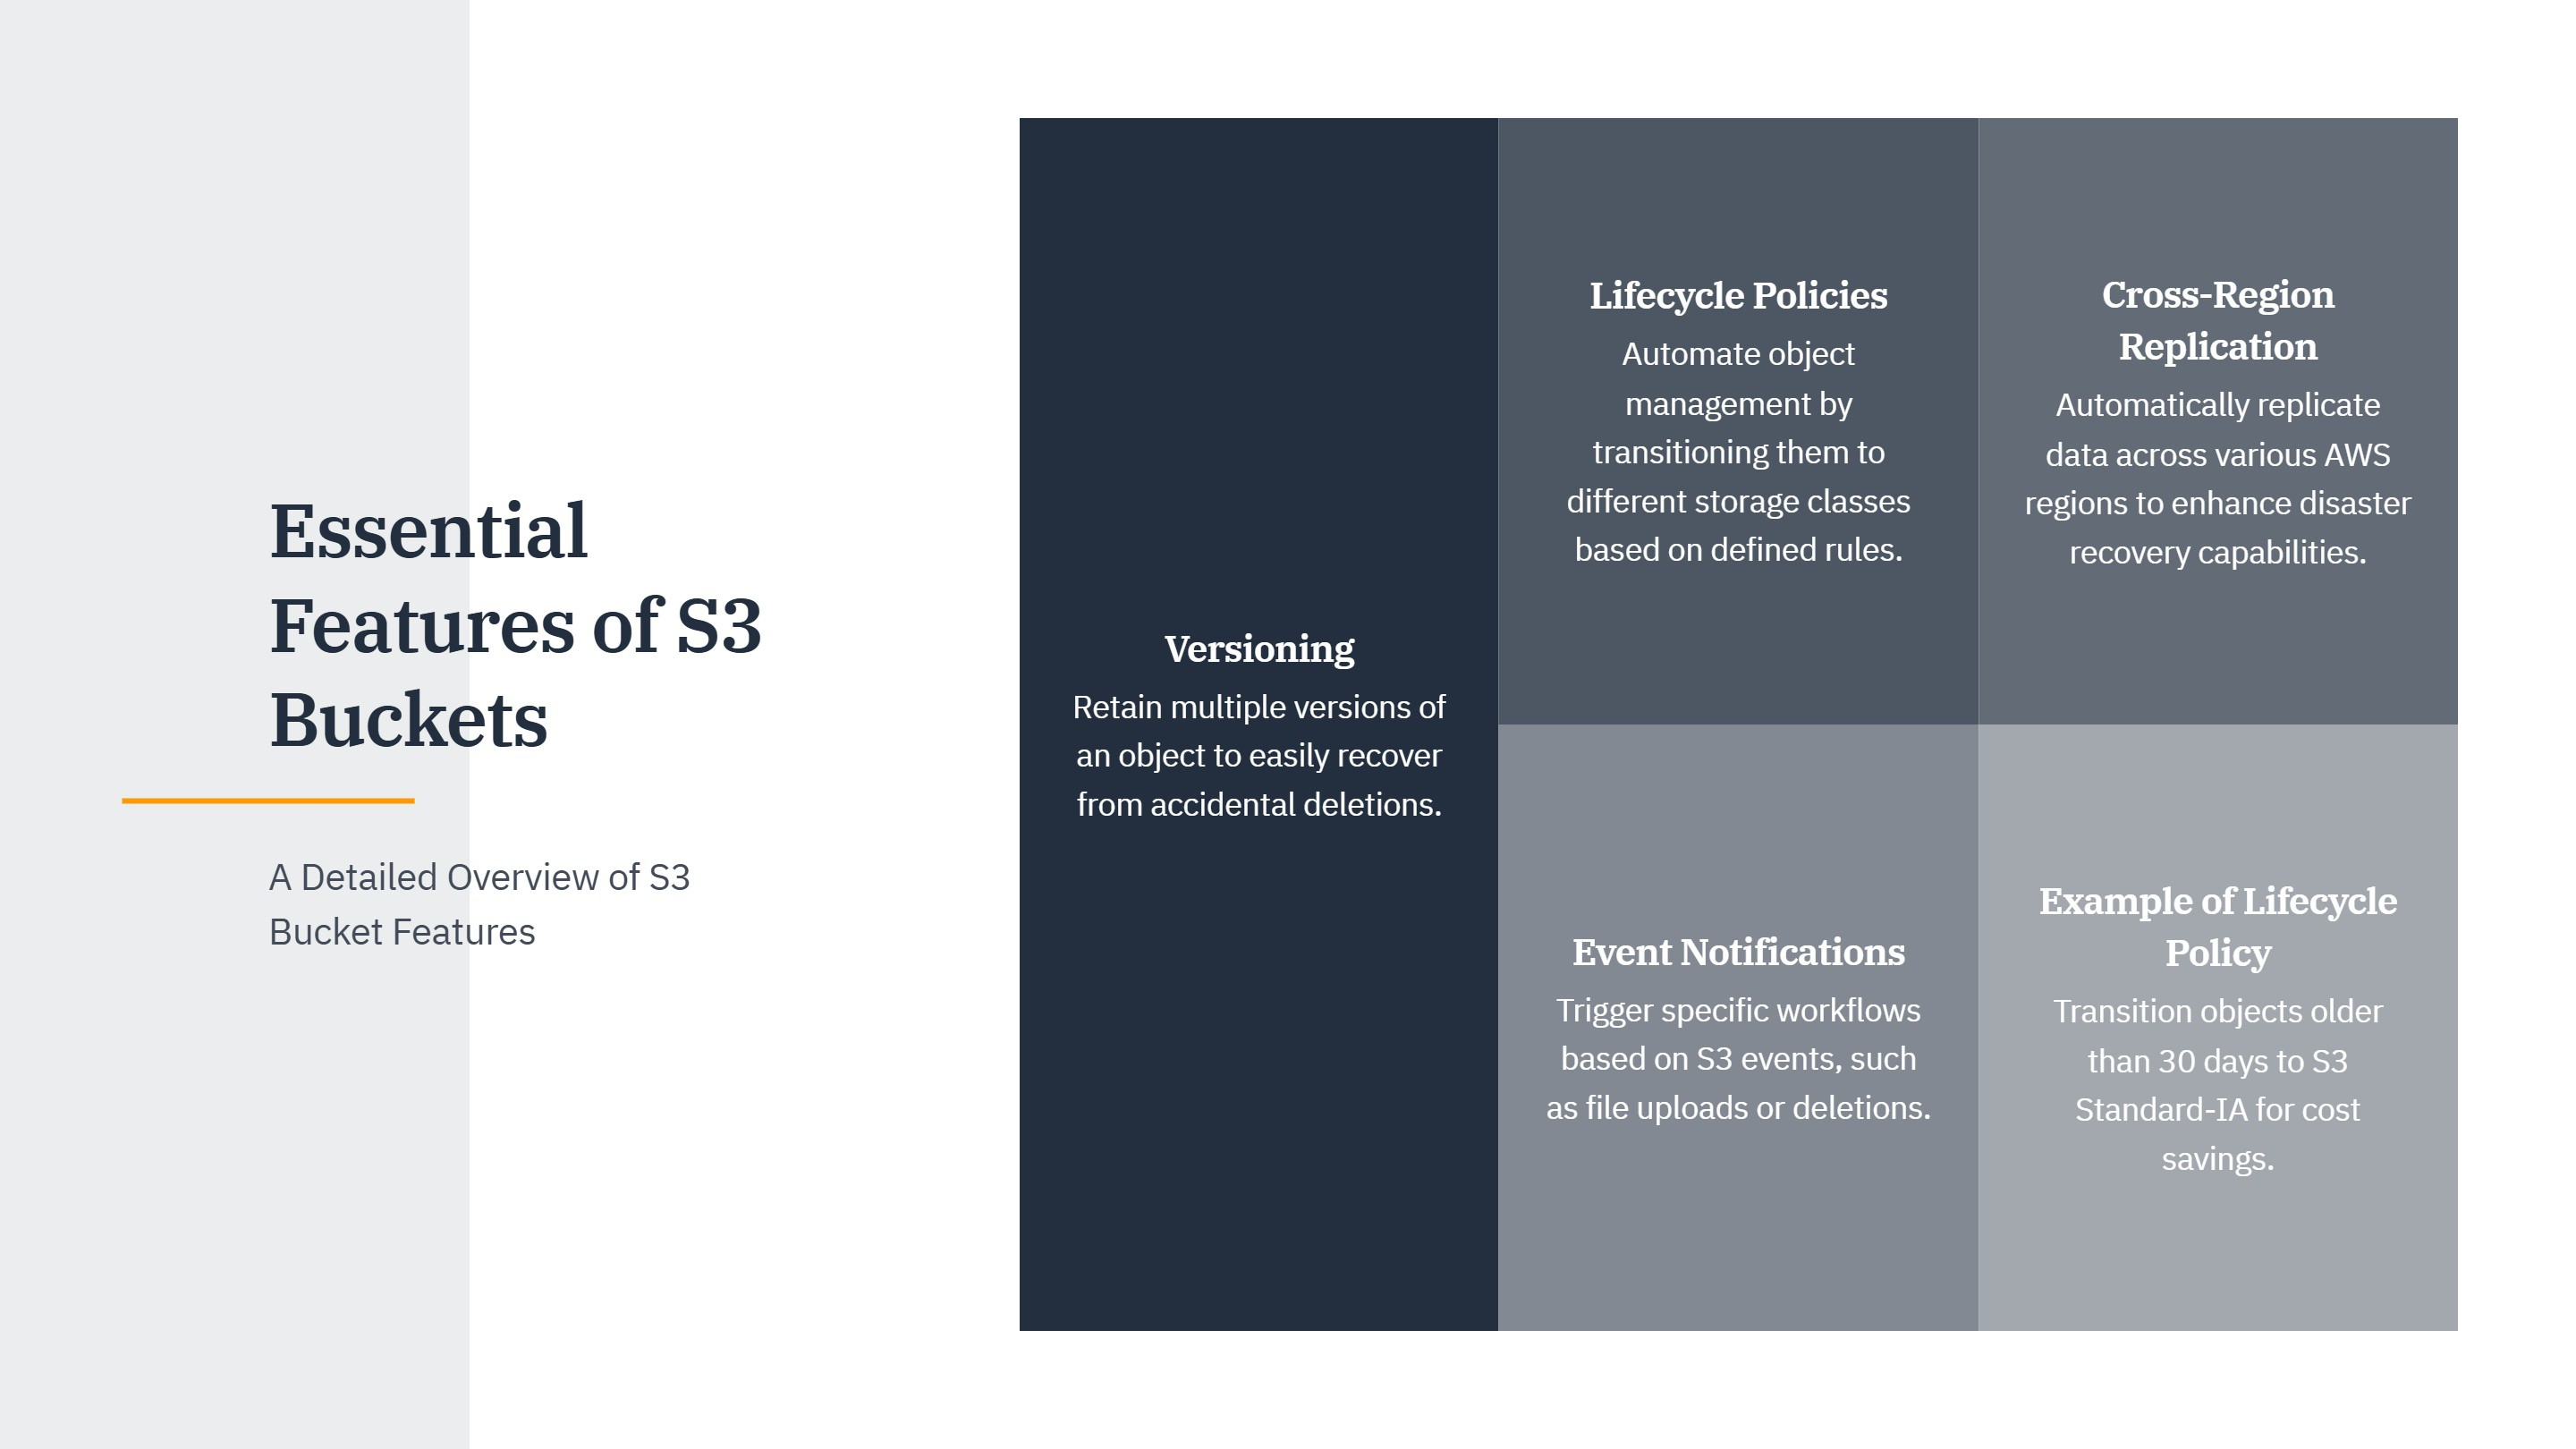 Essential
Features of S3
Buckets
A Detailed Overview of S3
Bucket Features
Versioning
Retain multiple versions of
an object to easily recover
from accidental deletions.
Lifecycle Policies
Automate object
management by
transitioning them to
different storage classes
based on defined rules.
Cross-Region
Replication
Automatically replicate
data across various AWS
regions to enhance disaster
recovery capabilities.
Event Notifications
Trigger specific workflows
based on S3 events, such
as file uploads or deletions.
Example of Lifecycle
Policy
Transition objects older
than 30 days to S3
Standard-IA for cost
savings.